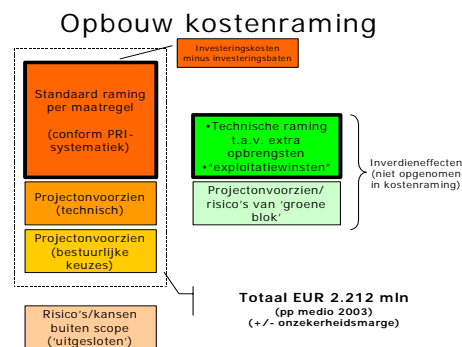 Opbouw kostenraming
Investeringskosten
minus investeringsbaten
Standaard raming
per maatregel
(conform PRI-
systematiek)
•Technische raming
t.a.v. extra
opbrengsten
•"exploitatiewinsten"
Inverdieneffecten
(niet opgenomen
in kostenraming)
Projectonvoorzien
(technisch)
Projectonvoorzien/
risico's van 'groene
blok'
Projectonvoorzien
(bestuurlijke
keuzes)
Totaal EUR 2.212 mln
(pp medio 2003)
(+/- onzekerheidsmarge)
Risico's/kansen
buiten scope
('uitgesloten')